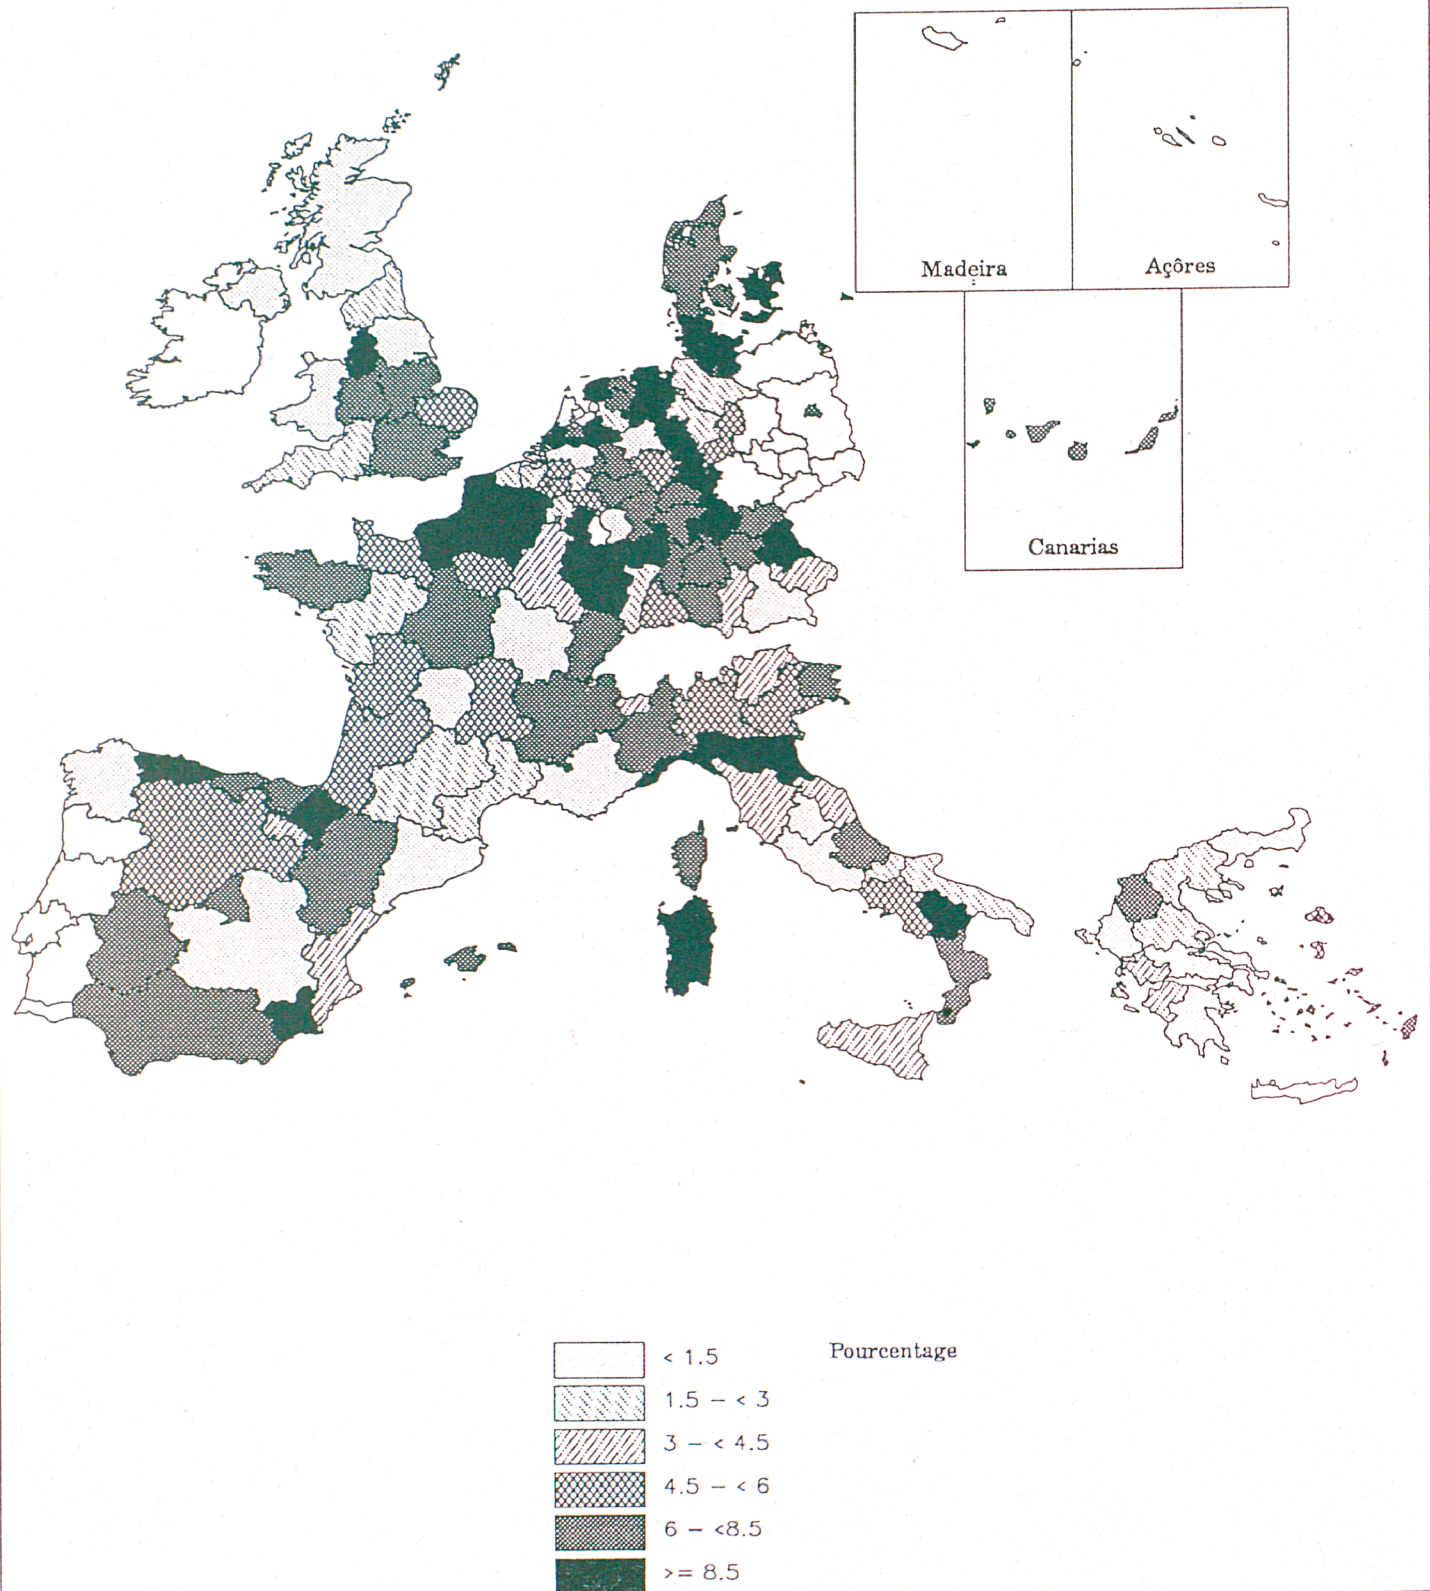 Madeira
Açôres
Canarias
Pourcentage
< 1.5
1.5 – < 3
3 – < 4.5
4.5 – < 6
6 – <8.5
>= 8.5